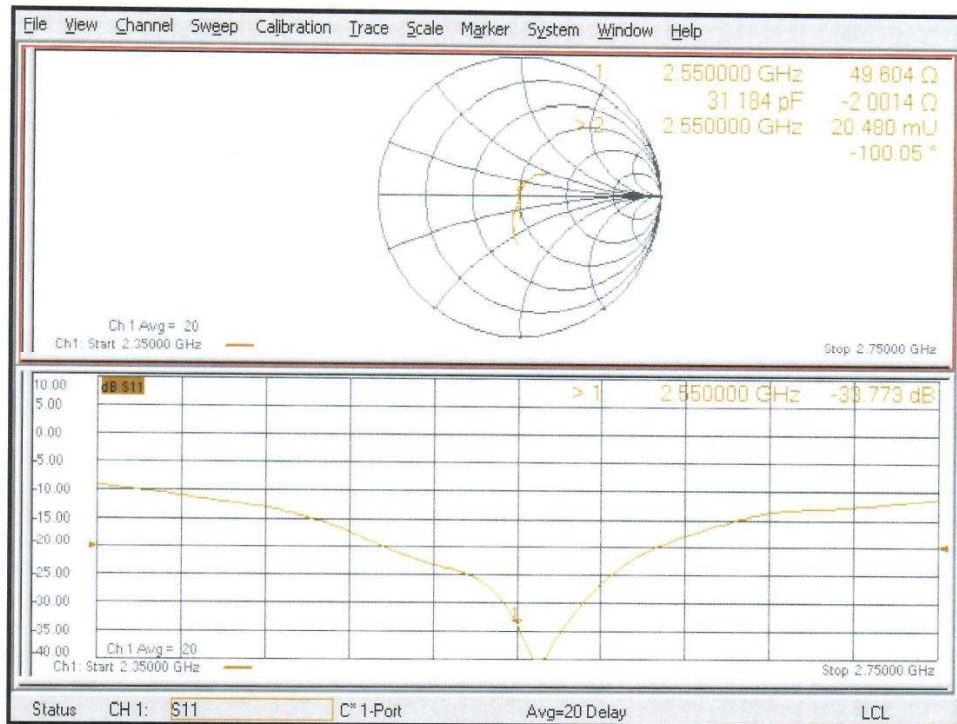 File View Channel Sweep Calibration Trace Scale Marker System Window Help
1: 2.550000 GHz 49.604 Ω
31.184 pF -2.0014 Ω
> 2: 2.550000 GHz 20.480 mU
-100.05 °
Ch 1 Avg = 20
Ch1: Start 2.35000 GHz Stop 2.75000 GHz
10.00 dB S11 > 1: 2.550000 GHz -33.773 dB
5.00
0.00
-5.00
-10.00
-15.00
-20.00
-25.00
-30.00
1
-35.00
-40.00 Ch 1 Avg = 20
Ch1: Start 2.35000 GHz Stop 2.75000 GHz
Status CH 1: S11 C* 1-Port Avg=20 Delay LCL